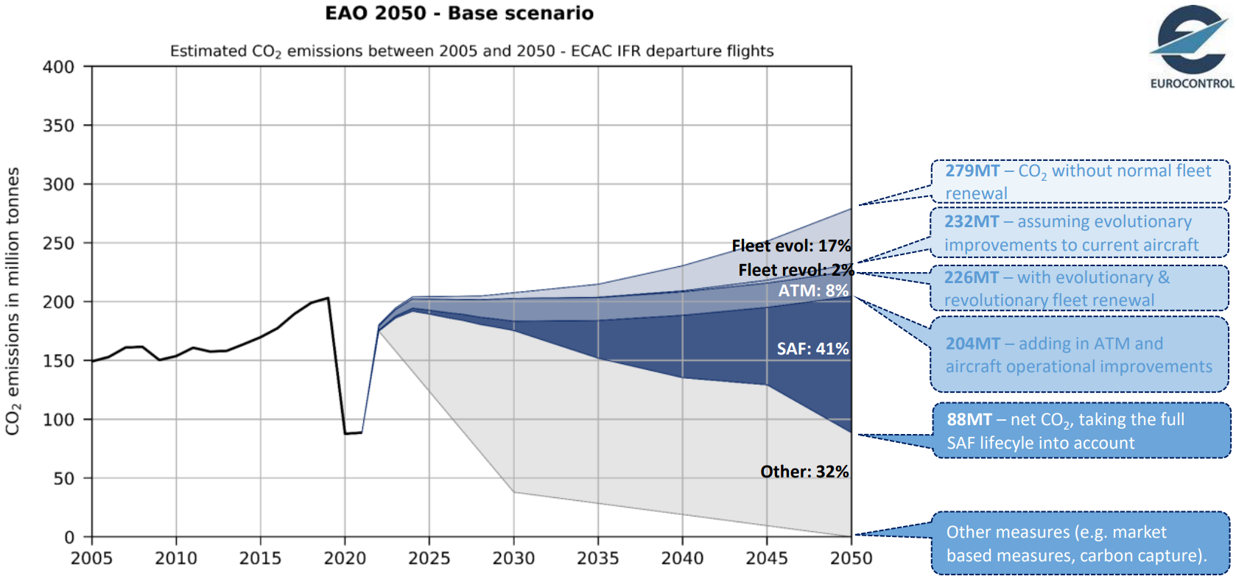 EAO 2050 - Base scenario
Estimated CO₂ emissions between 2005 and 2050 - ECAC IFR departure flights
EUROCONTROL
CO₂ emissions in million tonnes
400
350
300
250
200
150
100
50
0
2005 2010 2015 2020 2025 2030 2035 2040 2045 2050
Fleet evol: 17%
Fleet revol: 2%
ATM: 8%
SAF: 41%
Other: 32%
279MT – CO₂ without normal fleet
renewal
232MT – assuming evolutionary
improvements to current aircraft
226MT – with evolutionary &
revolutionary fleet renewal
204MT – adding in ATM and
aircraft operational improvements
88MT – net CO₂, taking the full
SAF lifecyle into account
Other measures (e.g. market
based measures, carbon capture).